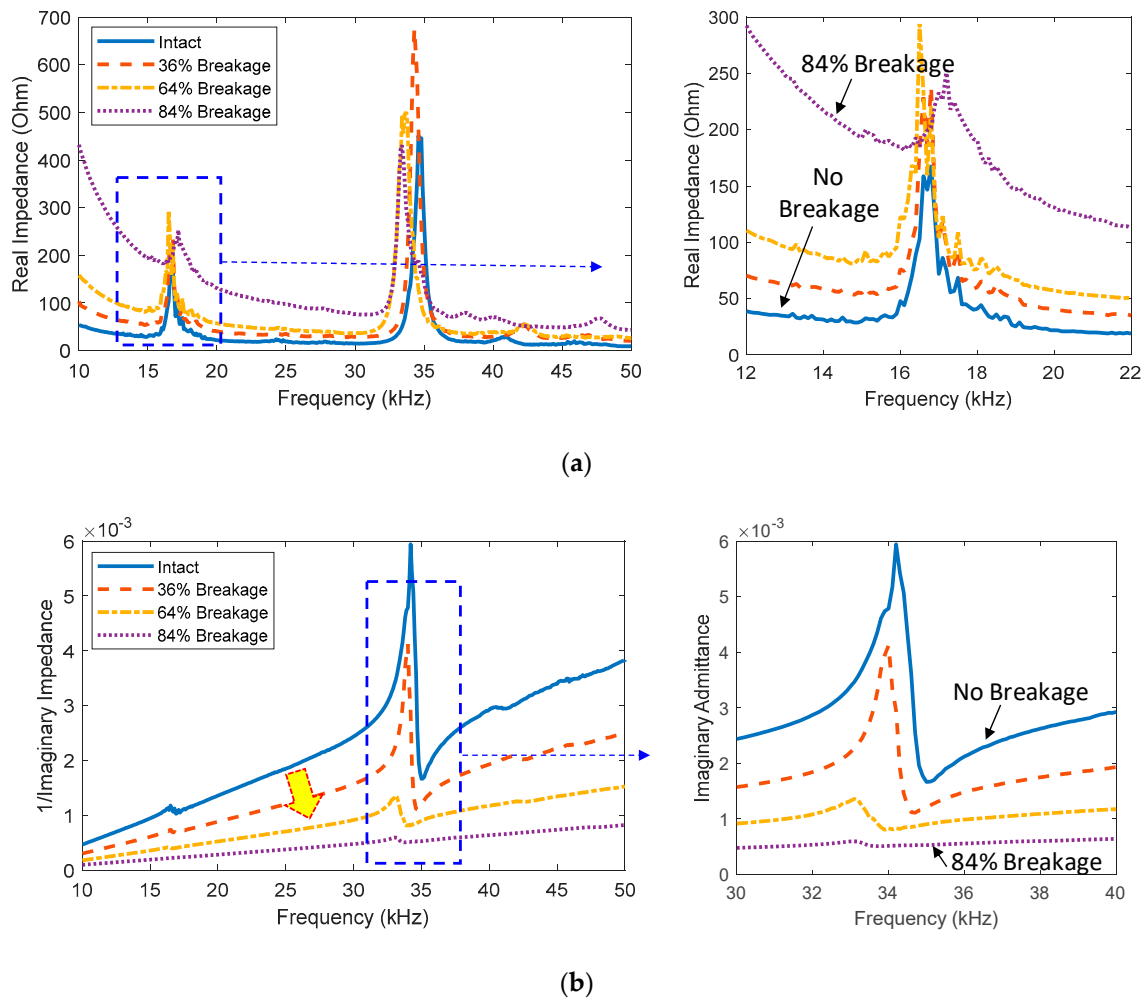 700
600
500
400
300
200
100
0
Real Impedance (Ohm)
Intact
36% Breakage
64% Breakage
84% Breakage
10 15 20 25 30 35 40 45 50
Frequency (kHz)
300
250
200
150
100
50
0
Real Impedance (Ohm)
84% Breakage
No
Breakage
12 14 16 18 20 22
Frequency (kHz)
(a)
×10-3
6
5
4
3
2
1
0
1/Imaginary Impedance
Intact
36% Breakage
64% Breakage
84% Breakage
10 15 20 25 30 35 40 45 50
Frequency (kHz)
×10-3
6
5
4
3
2
1
0
Imaginary Admittance
No Breakage
84% Breakage
30 32 34 36 38 40
Frequency (kHz)
(b)